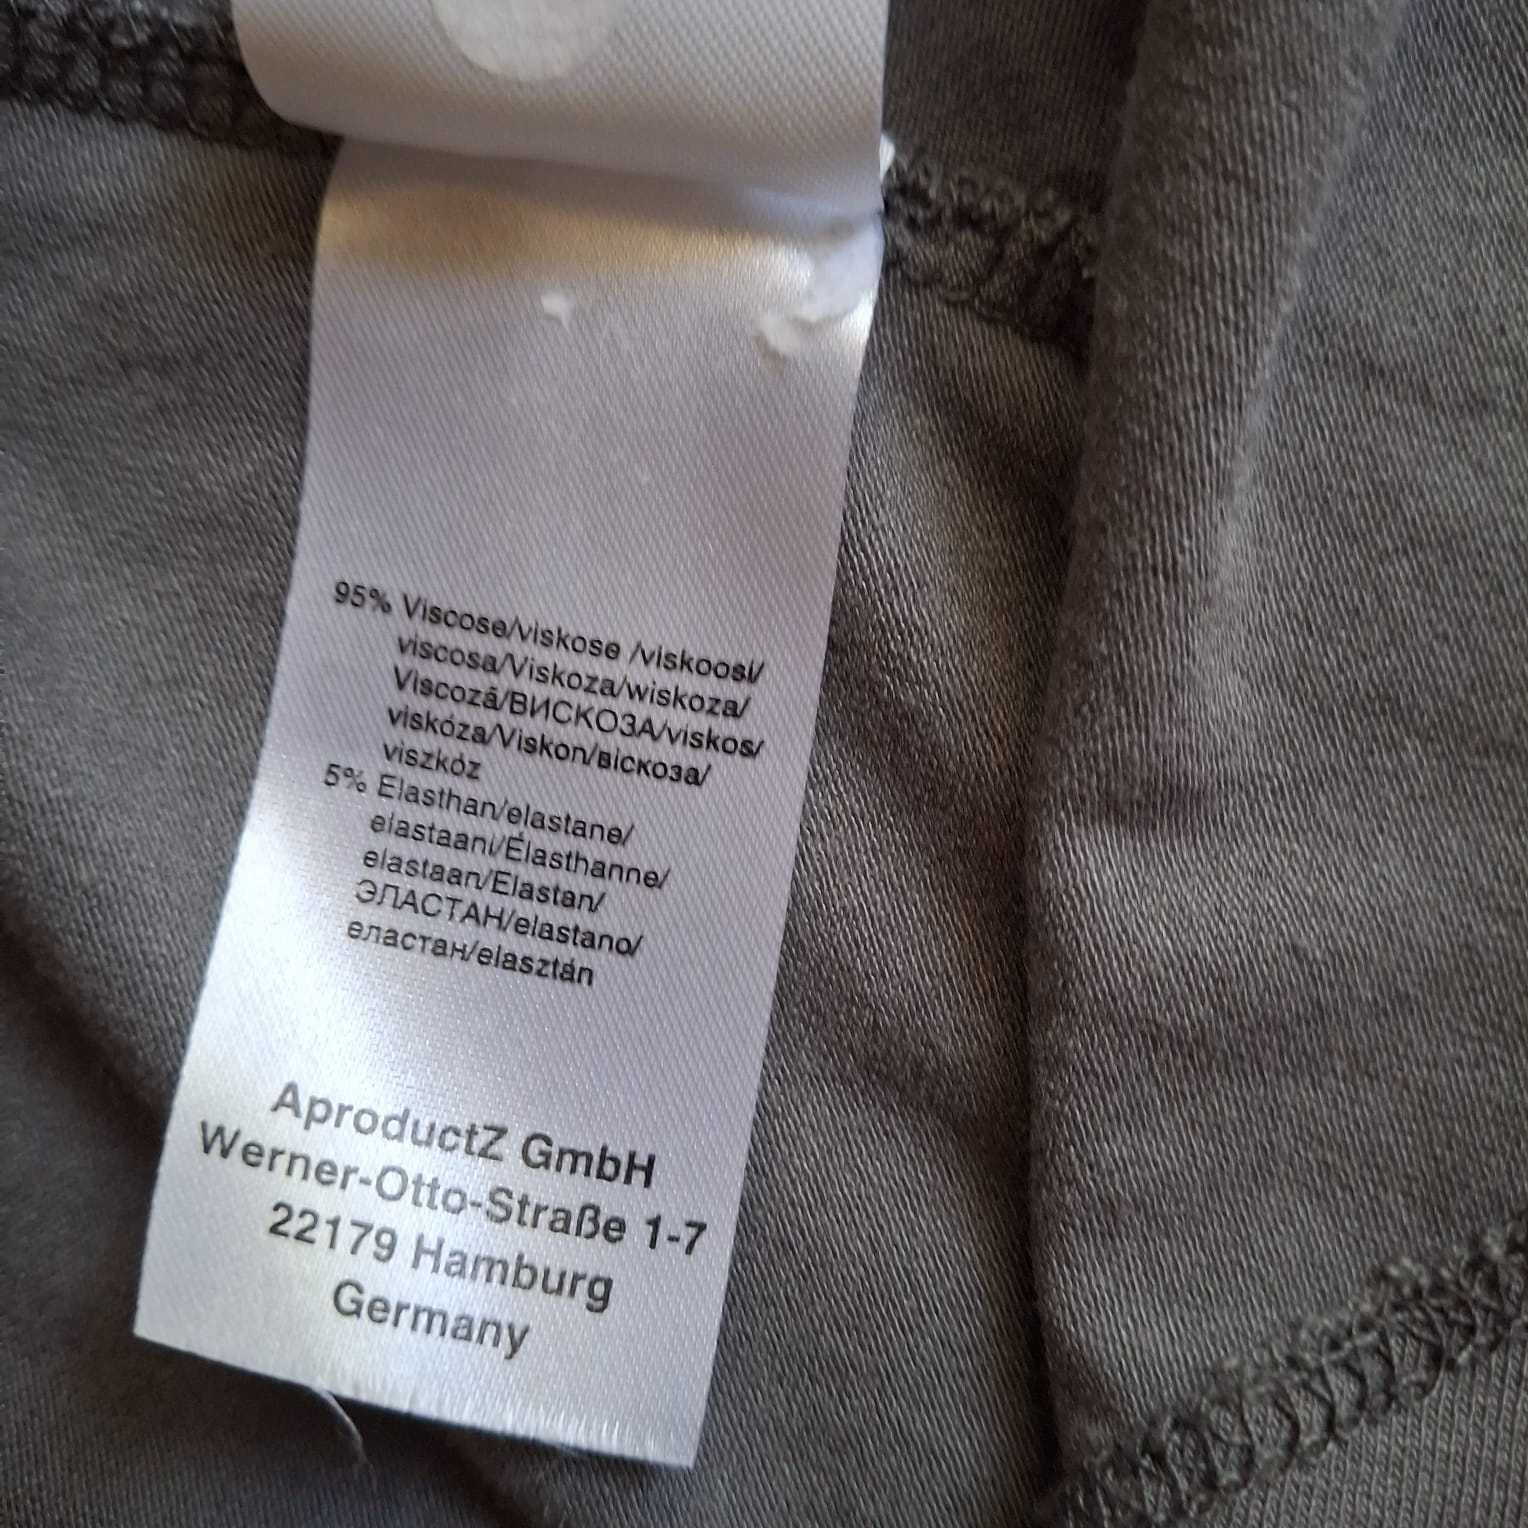 95% Viscose/viskose /viskoosi/
viscosa/Viskoza/wiskoza/
Viscoză/ВИСКОЗА/viskos/
viskóza/Viskon/віскоза/
viszkóz
5% Elasthan/elastane/
elastaani/Élasthanne/
elastaan/Elastan/
ЭЛАСТАН/elastano/
еластан/elasztán
AproductZ GmbH
Werner-Otto-Straße 1-7
22179 Hamburg
Germany